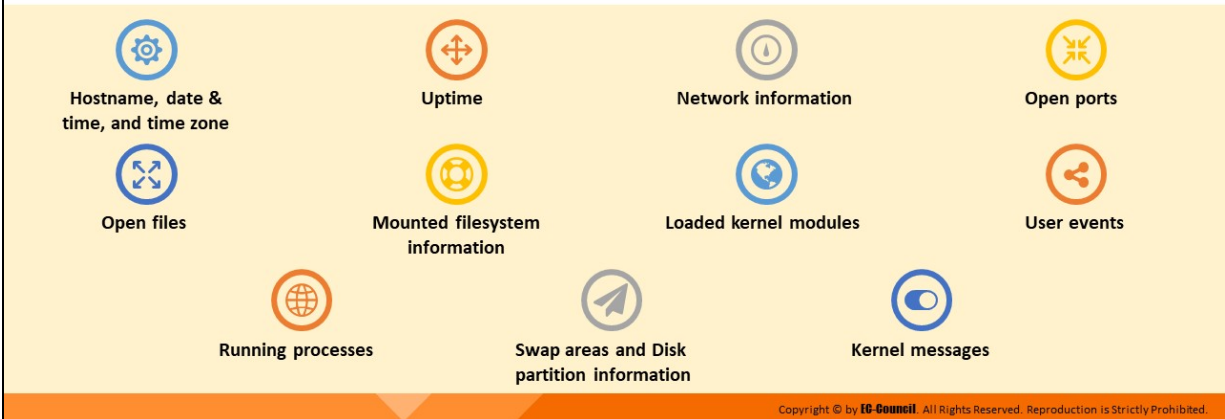 Hostname, date &
time, and time zone
Uptime
Network information
Open ports
Open files
Mounted filesystem
information
Loaded kernel modules
User events
Running processes
Swap areas and Disk
partition information
Kernel messages
Copyright © by EC-Council. All Rights Reserved. Reproduction is Strictly Prohibited.